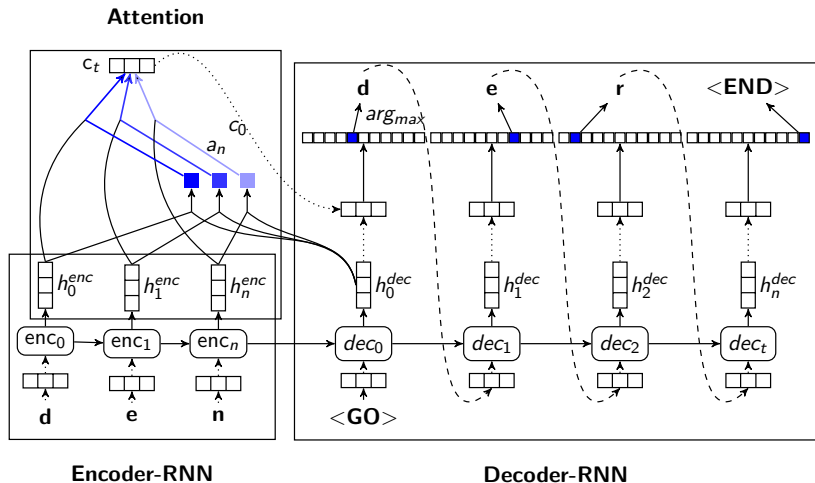 Attention
c_t
d
e
r
<END>
arg_max
c_0
a_n
h_0^enc
h_1^enc
h_n^enc
h_0^dec
h_1^dec
h_2^dec
h_n^dec
enc_0
enc_1
enc_n
dec_0
dec_1
dec_2
dec_t
d
e
n
<GO>
Encoder-RNN
Decoder-RNN